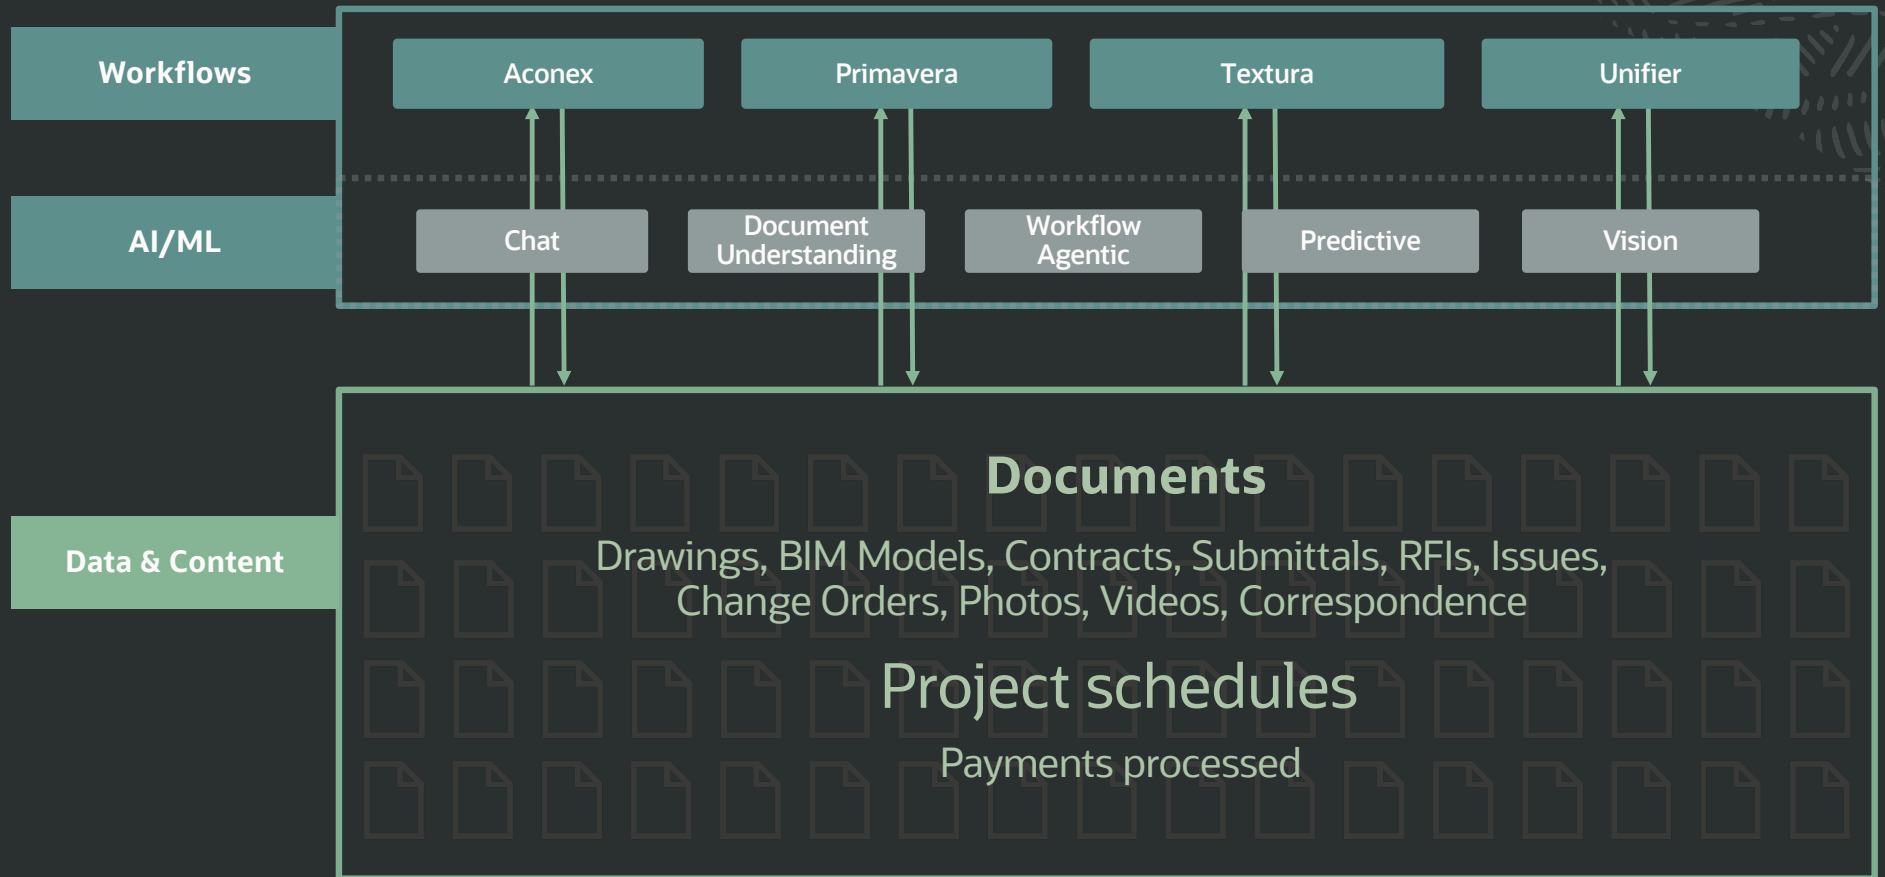 Workflows
Aconex
Primavera
Textura
Unifier
AI/ML
Chat
Document
Understanding
Workflow
Agentic
Predictive
Vision
Data & Content
Documents
Drawings, BIM Models, Contracts, Submittals, RFIs, Issues,
Change Orders, Photos, Videos, Correspondence
Project schedules
Payments processed